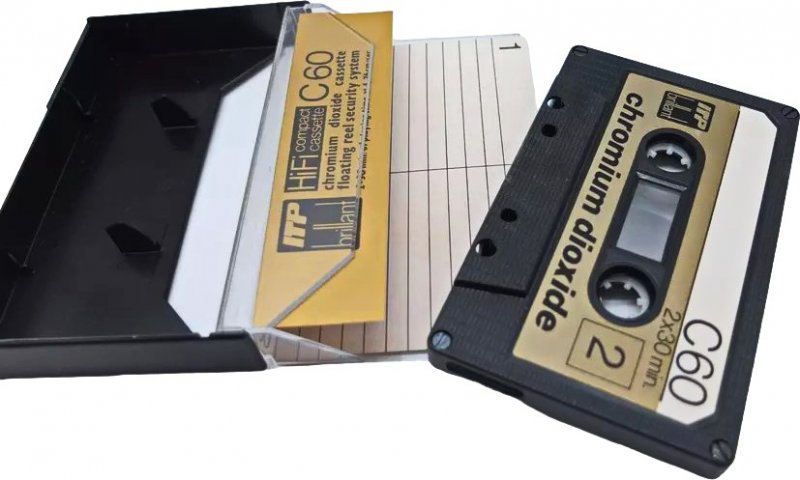 ITP
brillant
HiFi compact
cassette
C 60
chromium dioxide cassette
floating reel security system
1
ITP
brillant
chromium dioxide
2
2x30 min.
C60